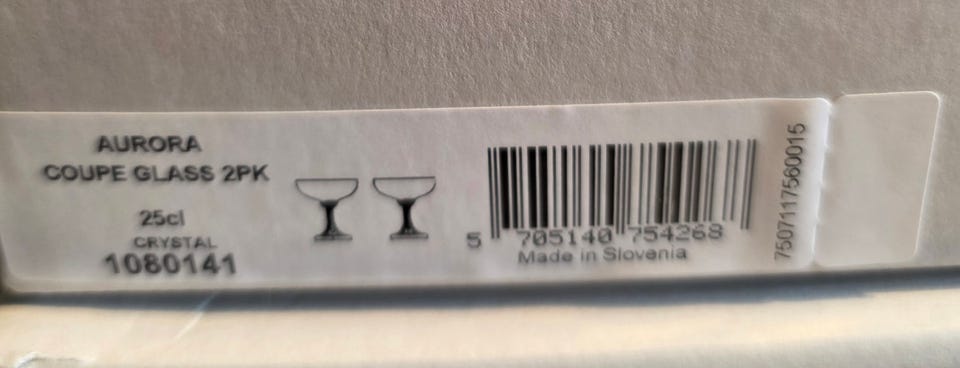 AURORA
COUPE GLASS 2PK
25cl
CRYSTAL
1080141
5 705140 754268
Made in Slovenia
7507117560015